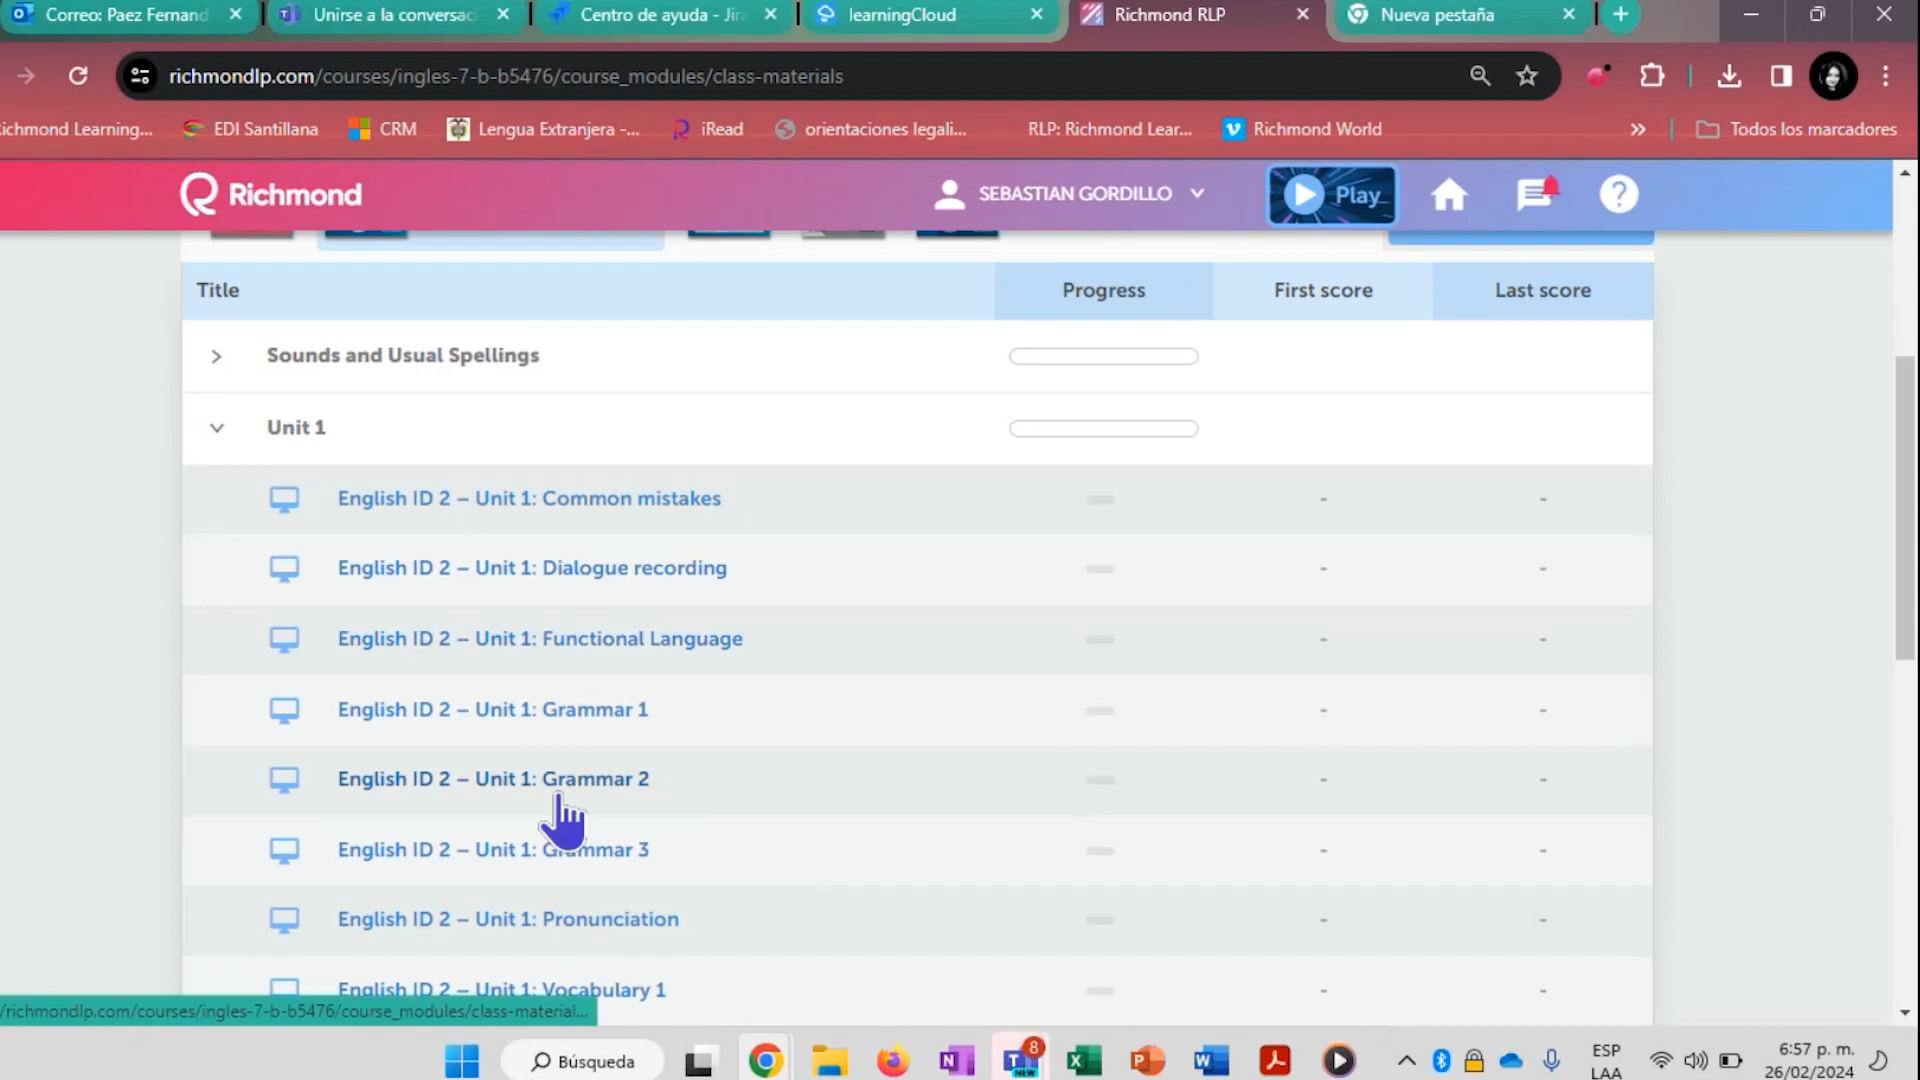 Correo: Paez Fernand
Unirse a la conversac
Centro de ayuda - Jir
learningCloud
Richmond RLP
Nueva pestaña
richmondlp.com/courses/ingles-7-b-b5476/course_modules/class-materials
ichmond Learning...
EDI Santillana
CRM
Lengua Extranjera -...
iRead
orientaciones legali...
RLP: Richmond Lear...
Richmond World
Todos los marcadores
Richmond
SEBASTIAN GORDILLO
Play_
Title
Progress
First score
Last score
Sounds and Usual Spellings
Unit 1
English ID 2 – Unit 1: Common mistakes
- -
English ID 2 – Unit 1: Dialogue recording
- -
English ID 2 – Unit 1: Functional Language
- -
English ID 2 – Unit 1: Grammar 1
- -
English ID 2 – Unit 1: Grammar 2
- -
English ID 2 – Unit 1: Grammar 3
- -
English ID 2 – Unit 1: Pronunciation
- -
English ID 2 – Unit 1: Vocabulary 1
- -
/richmondlp.com/courses/ingles-7-b-b5476/course_modules/class-material...
Búsqueda
8
NEW
ESP
LAA
6:57 p. m.
26/02/2024